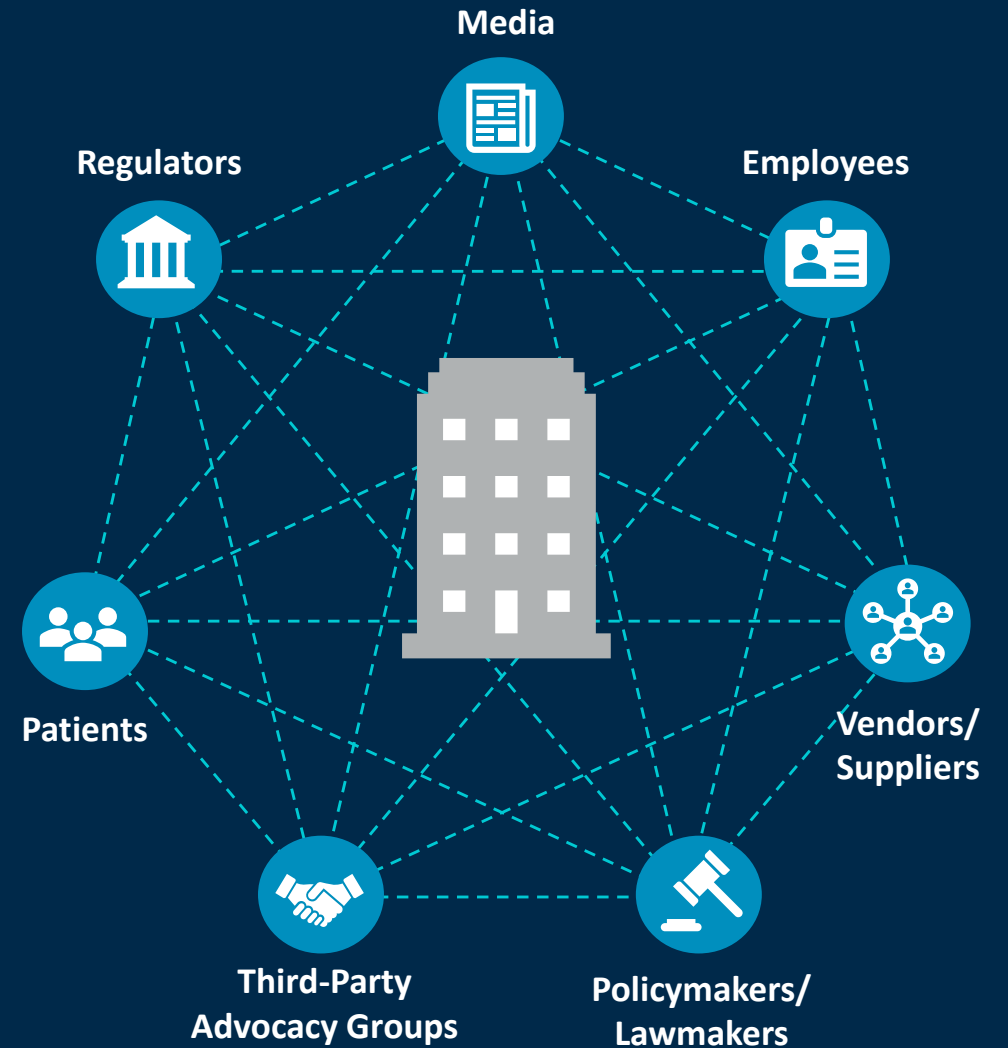 Media
Regulators
Employees
Patients
Vendors/
Suppliers
Third-Party
Advocacy Groups
Policymakers/
Lawmakers